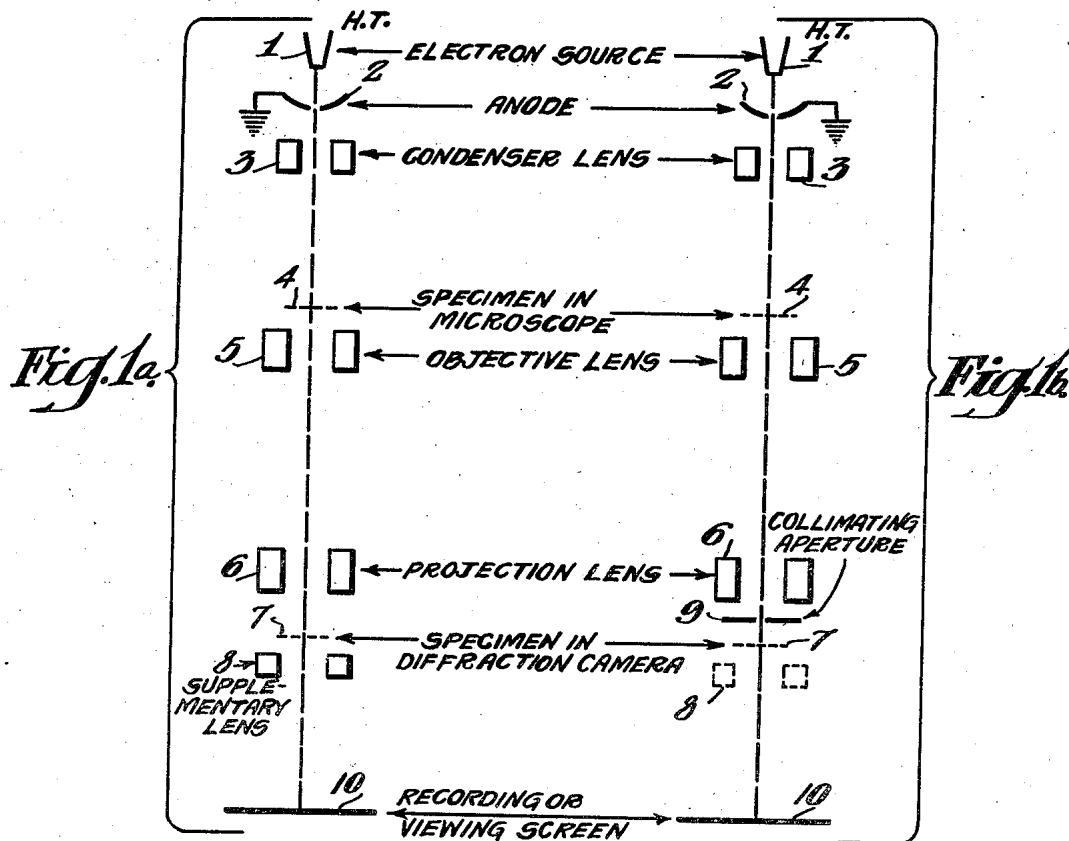 H.T.
H.T.
1
ELECTRON SOURCE
1
2
ANODE
2
3
CONDENSER LENS
3
4
SPECIMEN IN
MICROSCOPE
4
5
OBJECTIVE LENS
5
Fig. 1a.
Fig. 1b.
COLLIMATING
APERTURE
6
PROJECTION LENS
6
9
7
SPECIMEN IN
DIFFRACTION CAMERA
7
8
SUPPLE-
MENTARY
LENS
8
10
RECORDING OR
VIEWING SCREEN
10